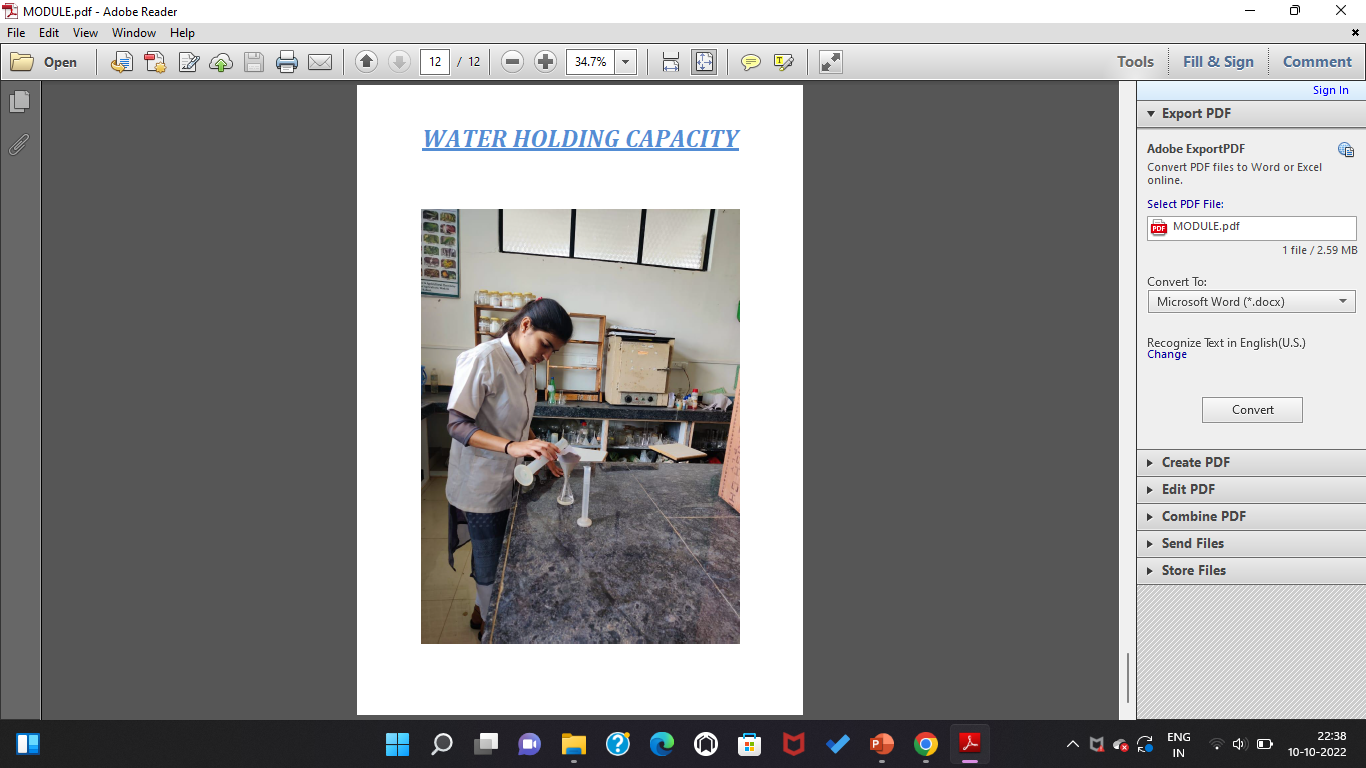 MODULE.pdf - Adobe Reader
File Edit View Window Help
Open
12 / 12
34.7%
Tools Fill & Sign Comment
Sign In
WATER HOLDING CAPACITY
Export PDF
Adobe ExportPDF
Convert PDF files to Word or Excel
online.
Select PDF File:
PDF MODULE.pdf
1 file / 2.59 MB
Convert To:
Microsoft Word (*.docx)
Recognize Text in English(U.S.)
Change
Convert
Create PDF
Edit PDF
Combine PDF
Send Files
Store Files
ENG
IN
22:38
10-10-2022